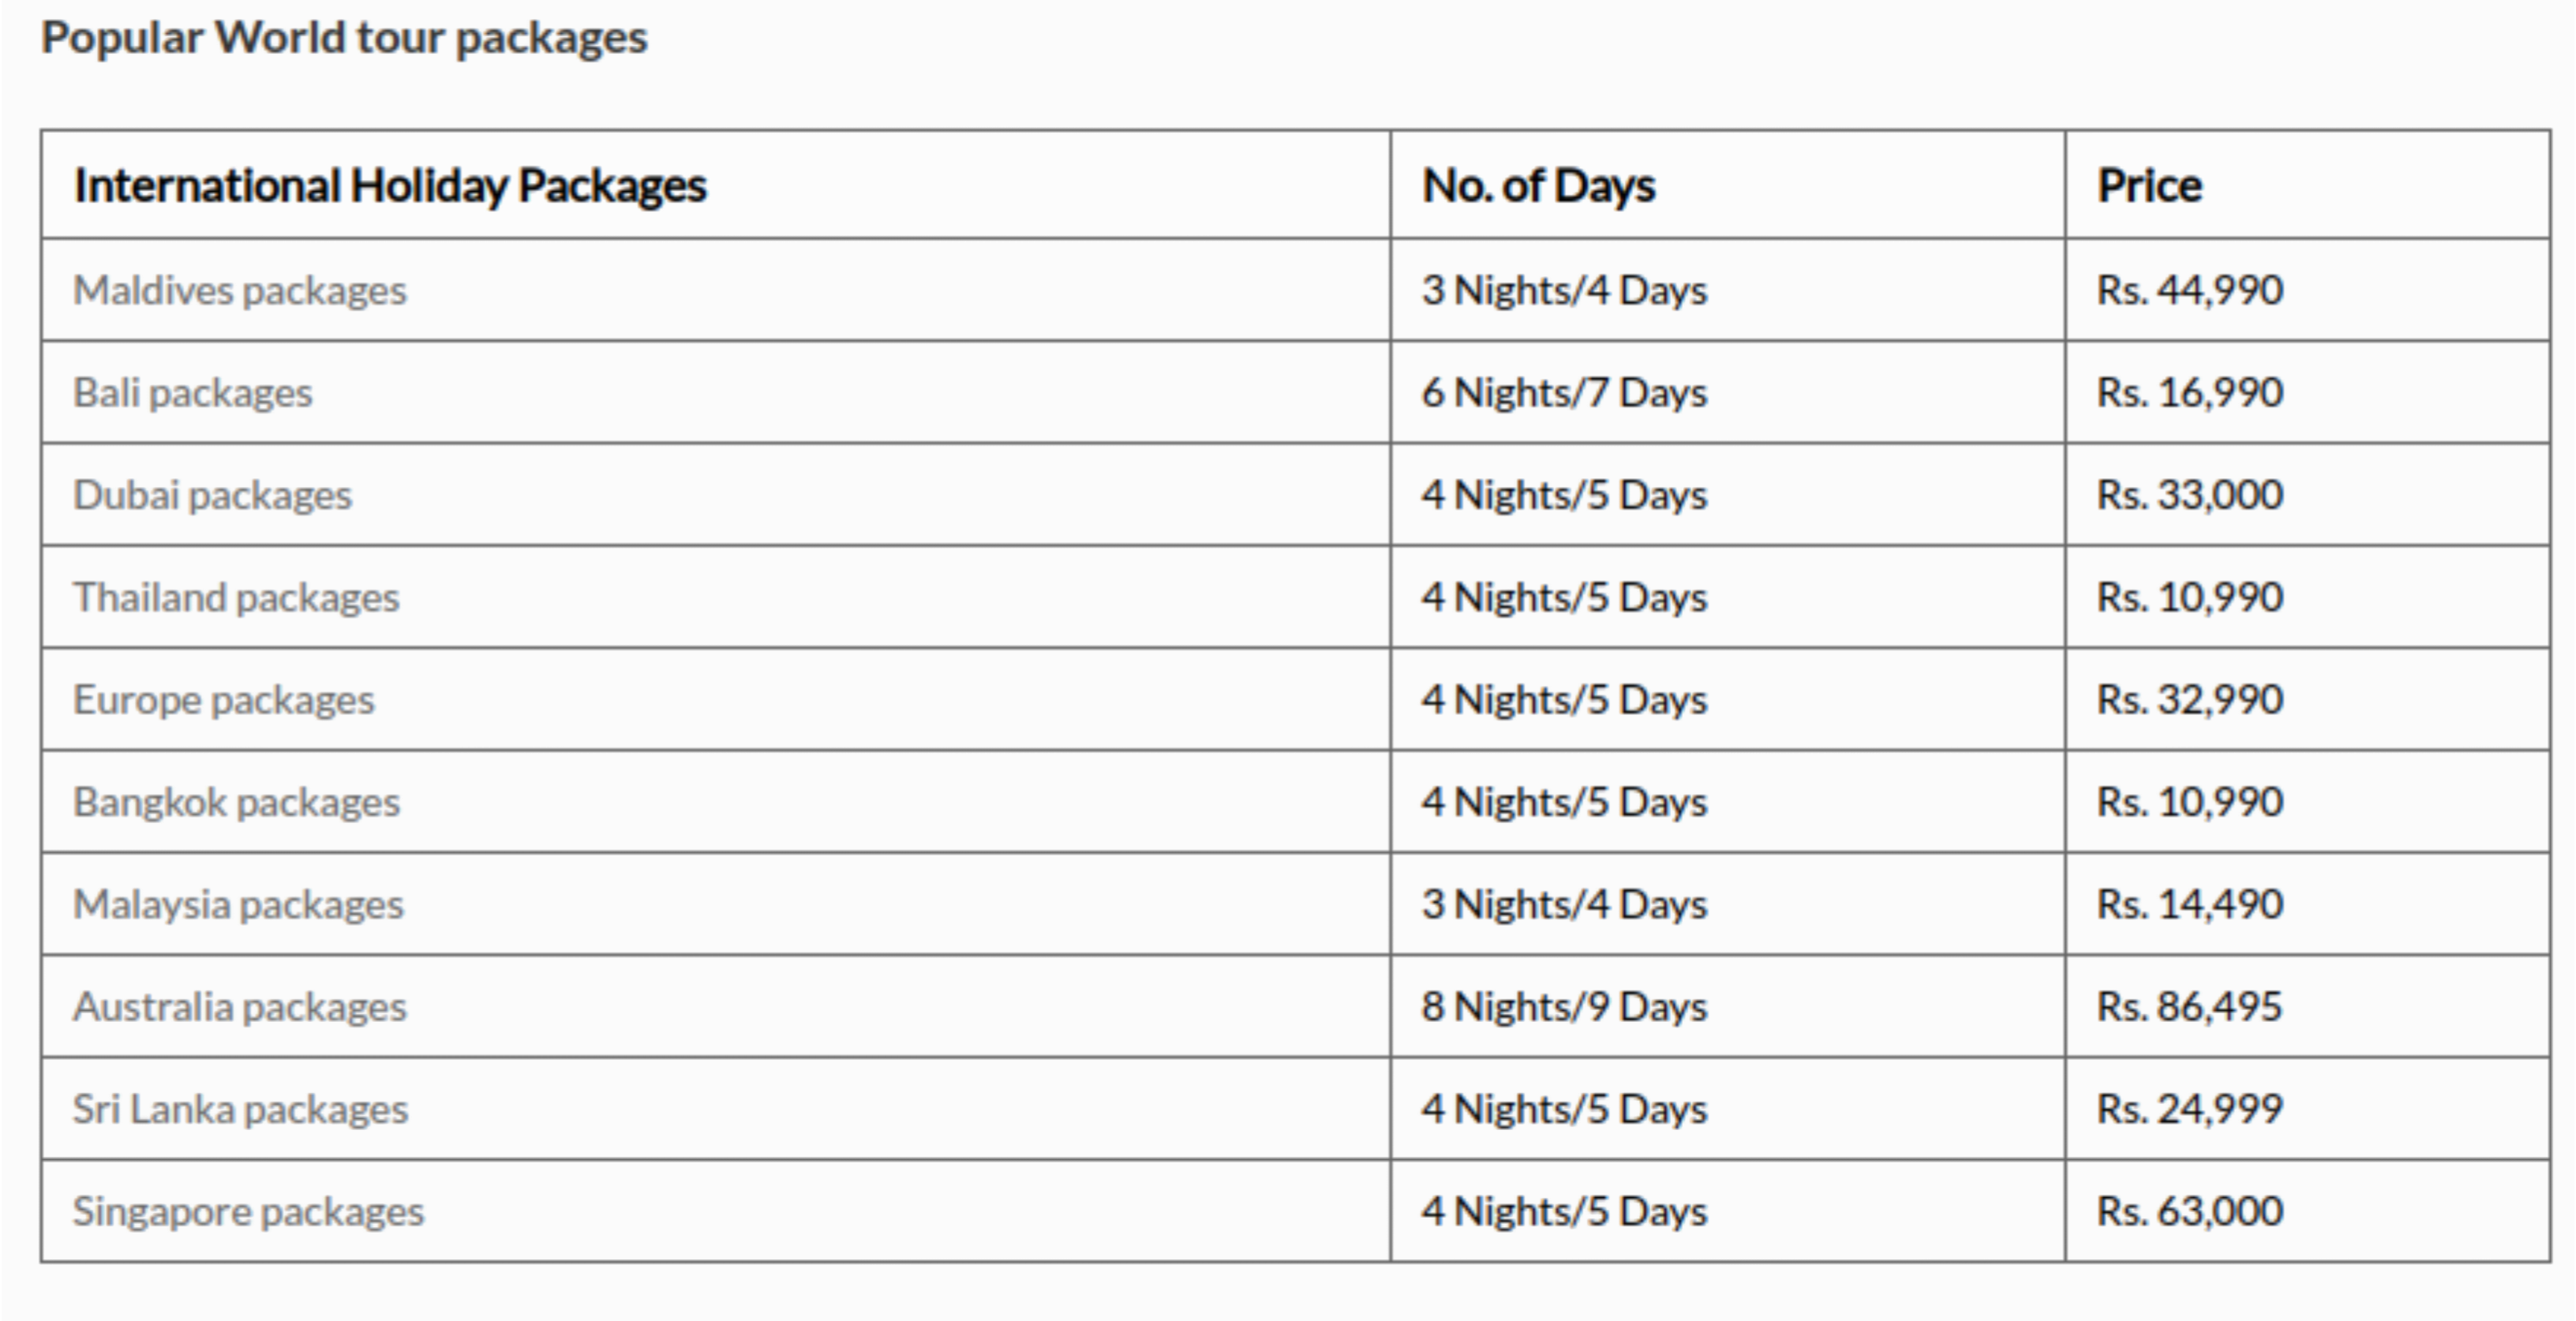 Popular World tour packages
International Holiday Packages No. of Days Price
Maldives packages 3 Nights/4 Days Rs. 44,990
Bali packages 6 Nights/7 Days Rs. 16,990
Dubai packages 4 Nights/5 Days Rs. 33,000
Thailand packages 4 Nights/5 Days Rs. 10,990
Europe packages 4 Nights/5 Days Rs. 32,990
Bangkok packages 4 Nights/5 Days Rs. 10,990
Malaysia packages 3 Nights/4 Days Rs. 14,490
Australia packages 8 Nights/9 Days Rs. 86,495
Sri Lanka packages 4 Nights/5 Days Rs. 24,999
Singapore packages 4 Nights/5 Days Rs. 63,000